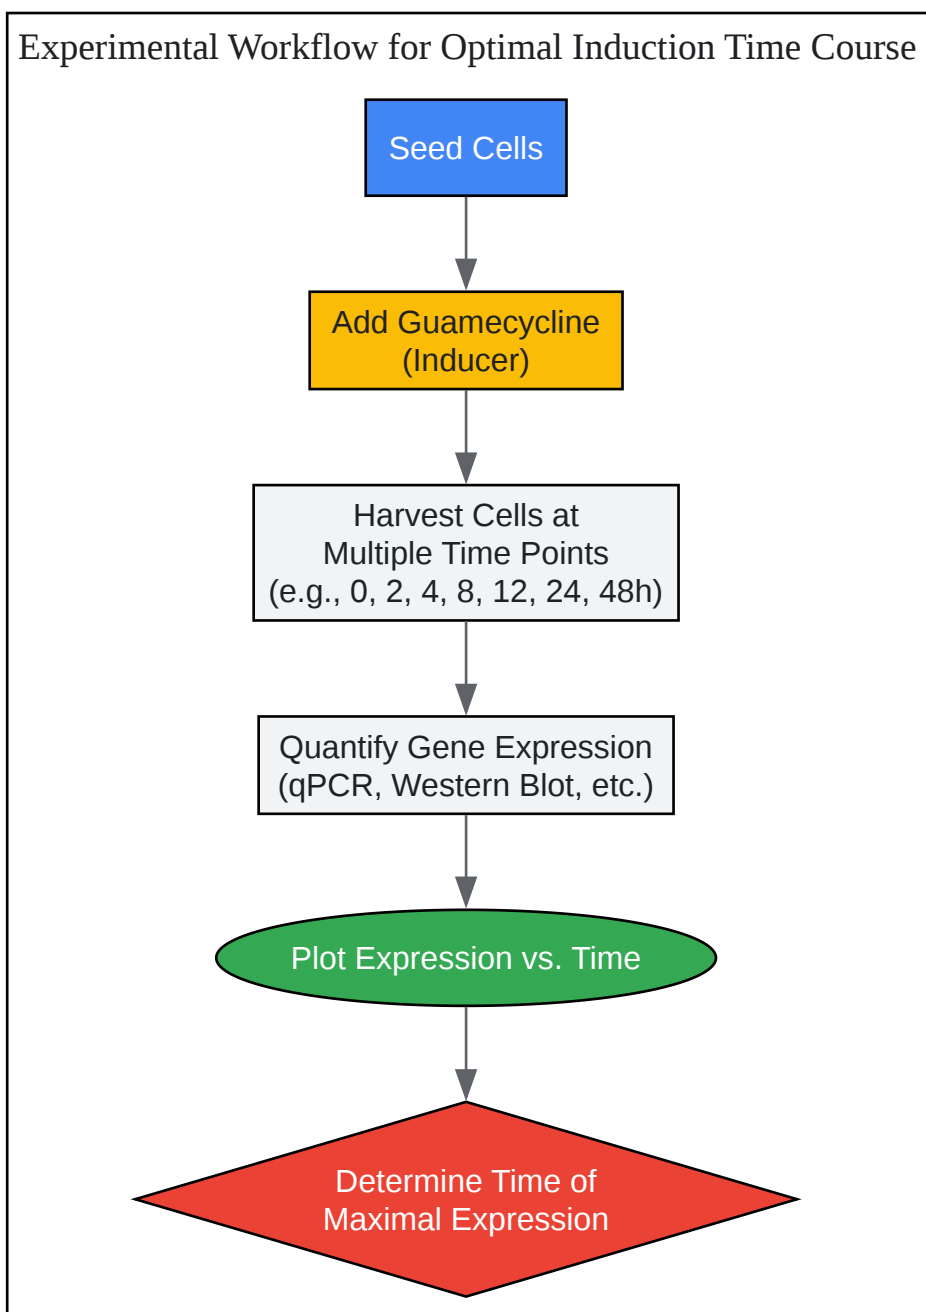 Experimental Workflow for Optimal Induction Time Course
Seed Cells
Add Guamecycline
(Inducer)
Harvest Cells at
Multiple Time Points
(e.g., 0, 2, 4, 8, 12, 24, 48h)
Quantify Gene Expression
(qPCR, Western Blot, etc.)
Plot Expression vs. Time
Determine Time of
Maximal Expression